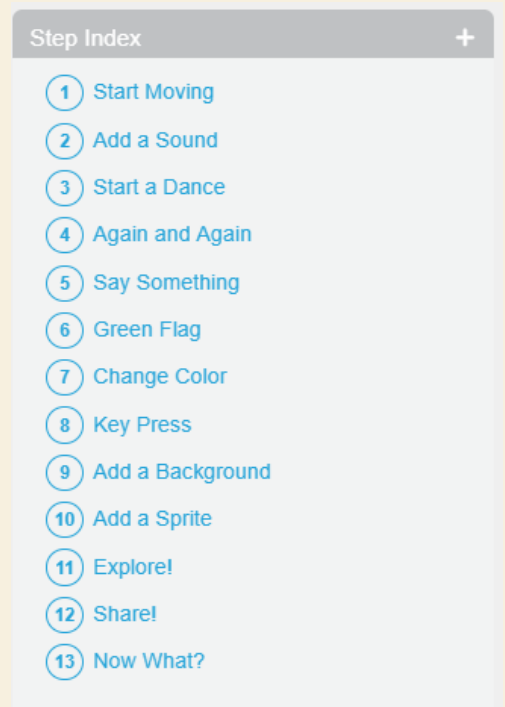 Step Index +
1 Start Moving
2 Add a Sound
3 Start a Dance
4 Again and Again
5 Say Something
6 Green Flag
7 Change Color
8 Key Press
9 Add a Background
10 Add a Sprite
11 Explore!
12 Share!
13 Now What?